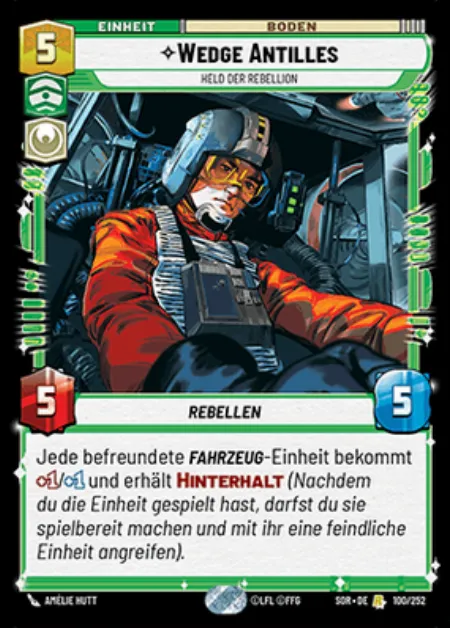 EINHEIT
BODEN
5
WEDGE ANTILLES
HELD DER REBELLION
5
5
REBELLEN
Jede befreundete FAHRZEUG-Einheit bekommt
+1/+1 und erhält HINTERHALT (Nachdem
du die Einheit gespielt hast, darfst du sie
spielbereit machen und mit ihr eine feindliche
Einheit angreifen).
AMÉLIE HUTT
©LFL ©FFG
SOR • DE R 100/252